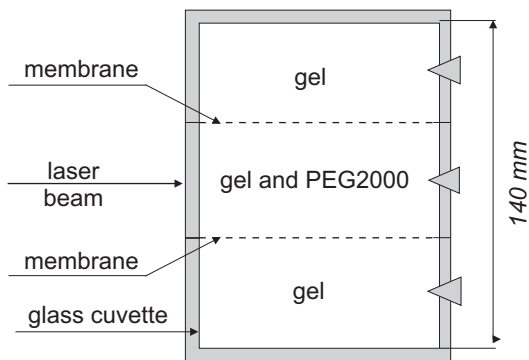 gel
membrane
gel and PEG2000
laser
beam
membrane
gel
glass cuvette
140 mm